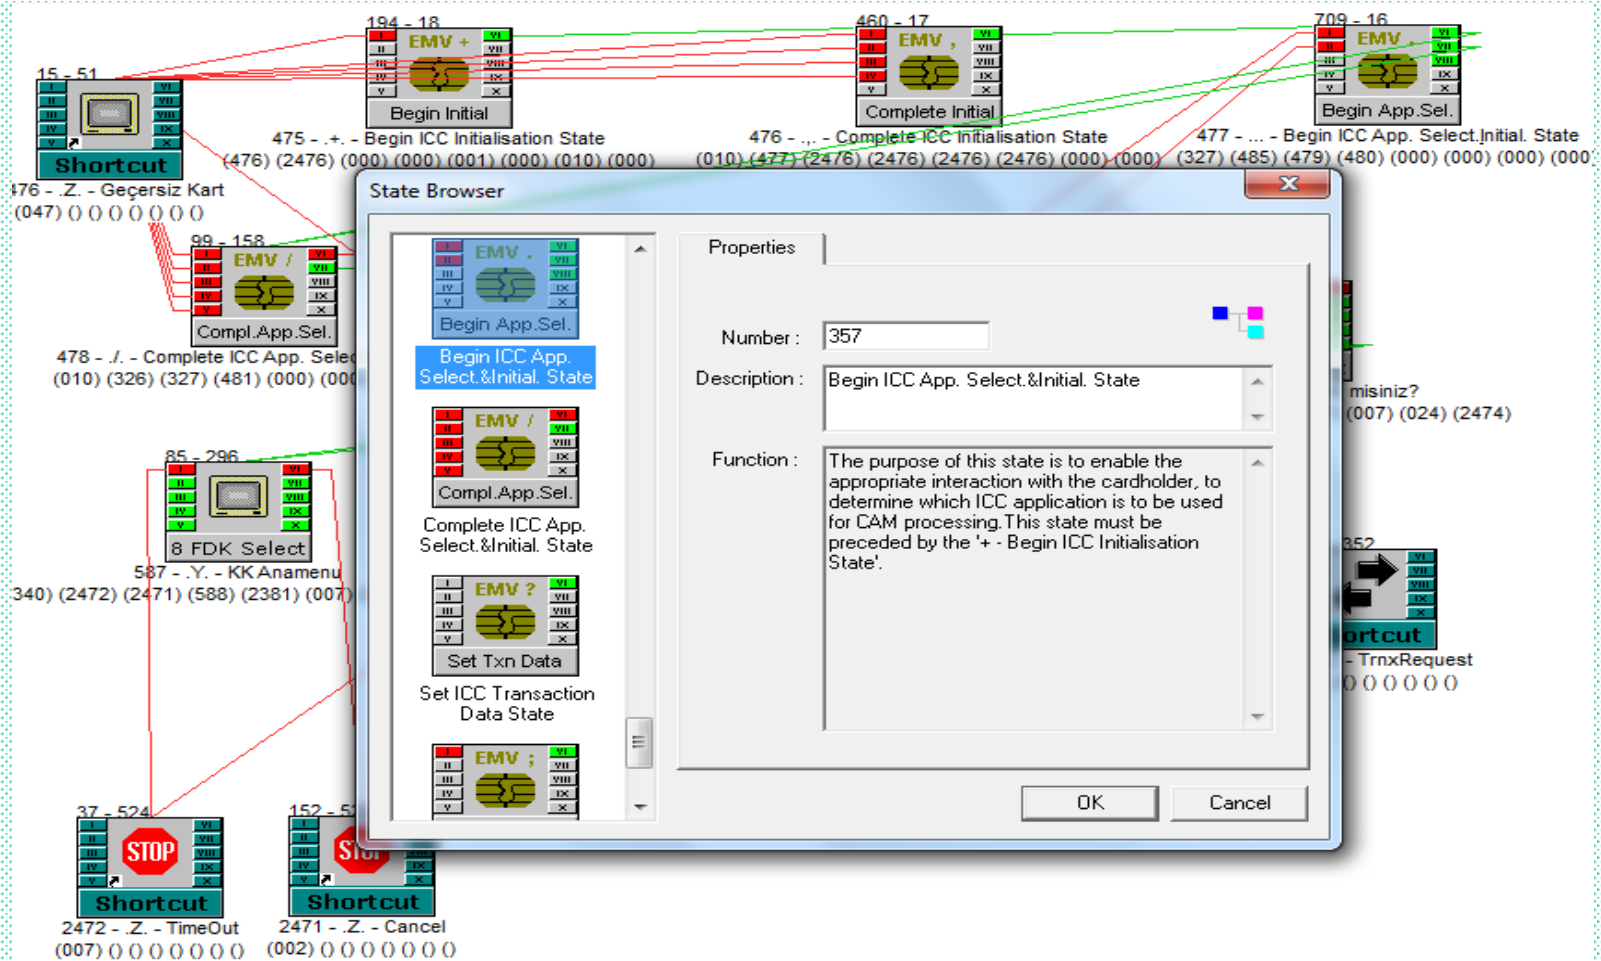 194 - 18
460 - 17
709 - 16
15 - 51
EMV +
Begin Initial
EMV ,
Complete Initial
EMV .
Begin App.Sel.
Shortcut
475 - .+. - Begin ICC Initialisation State
(476) (2476) (000) (000) (001) (000) (010) (000)
476 - .,. - Complete ICC Initialisation State
(010) (477) (2476) (2476) (2476) (2476) (000) (000)
477 - ... - Begin ICC App. Select.Initial. State
(327) (485) (479) (480) (000) (000) (000) (000)
476 - .Z. - Geçersiz Kart
(047) () () () () () () ()
99 - 158
EMV /
Compl.App.Sel.
478 - ./. - Complete ICC App. Selec
(010) (326) (327) (481) (000) (000
85 - 296
8 FDK Select
587 - .Y. - KK Anamenu
340) (2472) (2471) (588) (2381) (007)
37 - 524
STOP
Shortcut
2472 - .Z. - TimeOut
(007) () () () () () () ()
152 - 52
STOP
Shortcut
2471 - .Z. - Cancel
(002) () () () () () () ()
State Browser
EMV .
Begin App.Sel.
Begin ICC App.
Select.&Initial. State
EMV /
Compl.App.Sel.
Complete ICC App.
Select.&Initial. State
EMV ?
Set Txn Data
Set ICC Transaction
Data State
EMV ;
Properties
Number :
357
Description :
Begin ICC App. Select.&Initial. State
Function :
The purpose of this state is to enable the
appropriate interaction with the cardholder, to
determine which ICC application is to be used
for CAM processing.This state must be
preceded by the '+ - Begin ICC Initialisation
State'.
OK
Cancel
misiniz?
(007) (024) (2474)
352
ortcut
- TrnxRequest
() () () () () ()